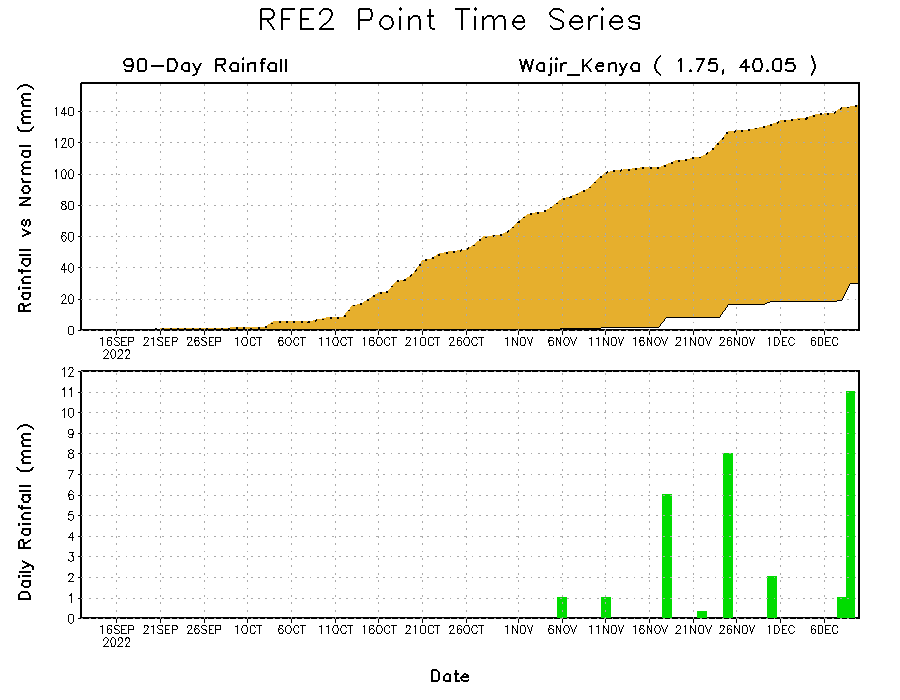 RFE2 Point Time Series
90-Day Rainfall
Wajir_Kenya ( 1.75, 40.05 )
Rainfall vs Normal (mm)
140
120
100
80
60
40
20
0
16SEP 21SEP 26SEP 1OCT 6OCT 11OCT 16OCT 21OCT 26OCT 1NOV 6NOV 11NOV 16NOV 21NOV 26NOV 1DEC 6DEC
2022
Daily Rainfall (mm)
12
11
10
9
8
7
6
5
4
3
2
1
0
16SEP 21SEP 26SEP 1OCT 6OCT 11OCT 16OCT 21OCT 26OCT 1NOV 6NOV 11NOV 16NOV 21NOV 26NOV 1DEC 6DEC
2022
Date